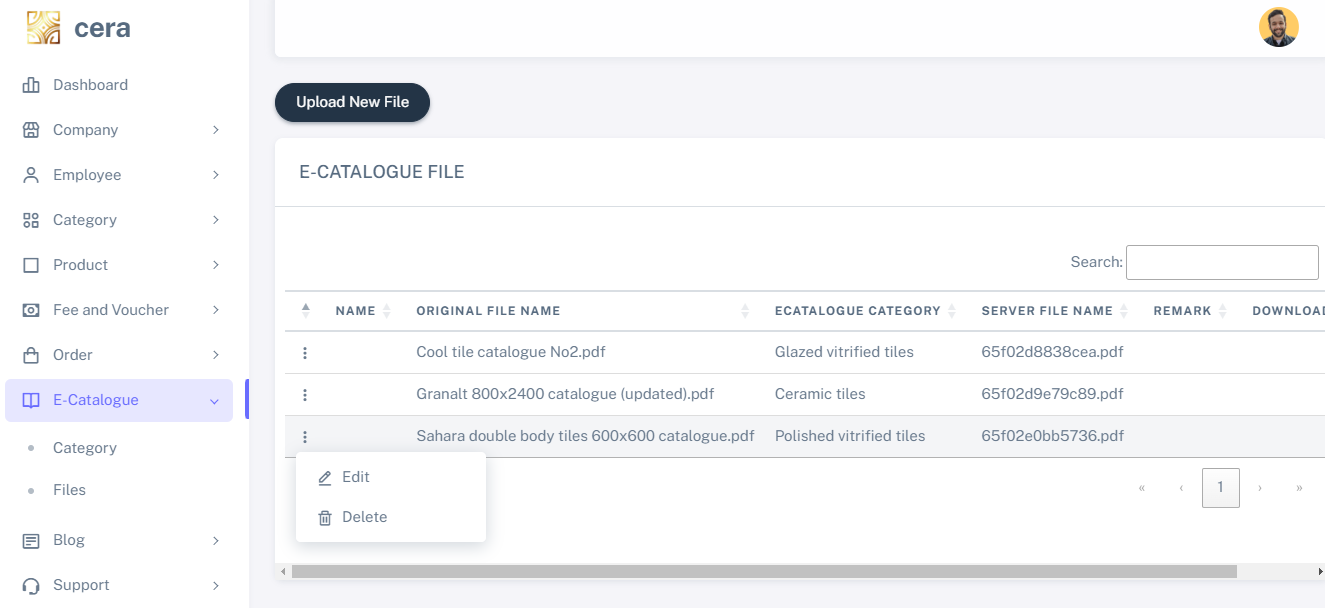 cera
Dashboard
Company
Employee
Category
Product
Fee and Voucher
Order
E-Catalogue
Category
Files
Blog
Support
Upload New File
E-CATALOGUE FILE
Search:
NAME ORIGINAL FILE NAME ECATALOGUE CATEGORY SERVER FILE NAME REMARK DOWNLOAD
Cool tile catalogue No2.pdf Glazed vitrified tiles 65f02d8838cea.pdf
Granalt 800x2400 catalogue (updated).pdf Ceramic tiles 65f02d9e79c89.pdf
Sahara double body tiles 600x600 catalogue.pdf Polished vitrified tiles 65f02e0bb5736.pdf
Edit
Delete
« ‹ 1 › »